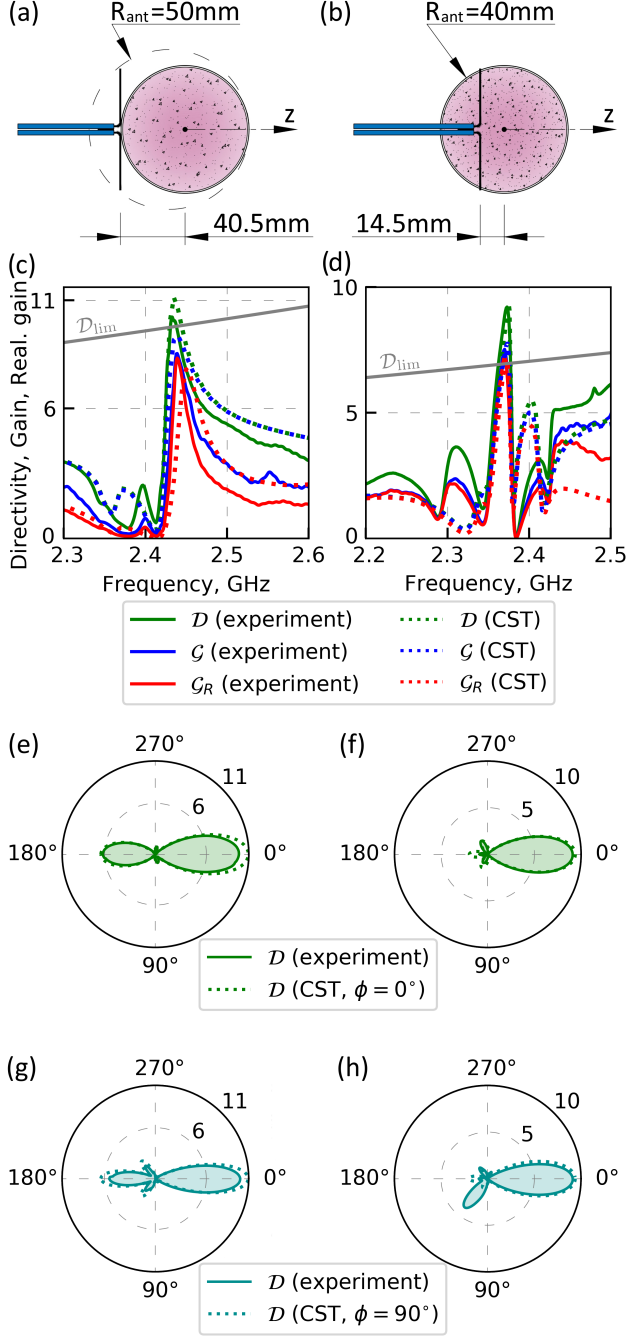 (a) R_ant=50mm (b) R_ant=40mm
z z
40.5mm 14.5mm
(c) (d)
Directivity, Gain, Real. gain
11
6
0
𝒟_lim
2.3 2.4 2.5 2.6
Frequency, GHz
10
5
0
𝒟_lim
2.2 2.3 2.4 2.5
Frequency, GHz
𝒟 (experiment) 𝒟 (CST)
𝒢 (experiment) 𝒢 (CST)
𝒢_R (experiment) 𝒢_R (CST)
(e) 270° 11
6
180° 0°
90°
(f) 270° 10
5
180° 0°
90°
𝒟 (experiment)
𝒟 (CST, ϕ = 0°)
(g) 270° 11
6
180° 0°
90°
(h) 270° 10
5
180° 0°
90°
𝒟 (experiment)
𝒟 (CST, ϕ = 90°)